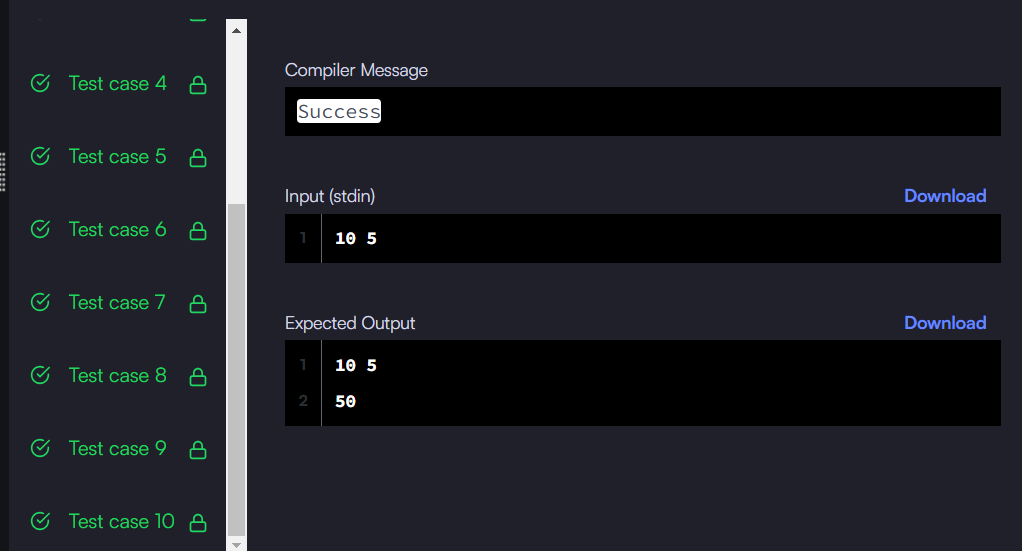 Test case 4
Test case 5
Test case 6
Test case 7
Test case 8
Test case 9
Test case 10
Compiler Message
Success
Input (stdin)
Download
1 10 5
Expected Output
Download
1 10 5
2 50